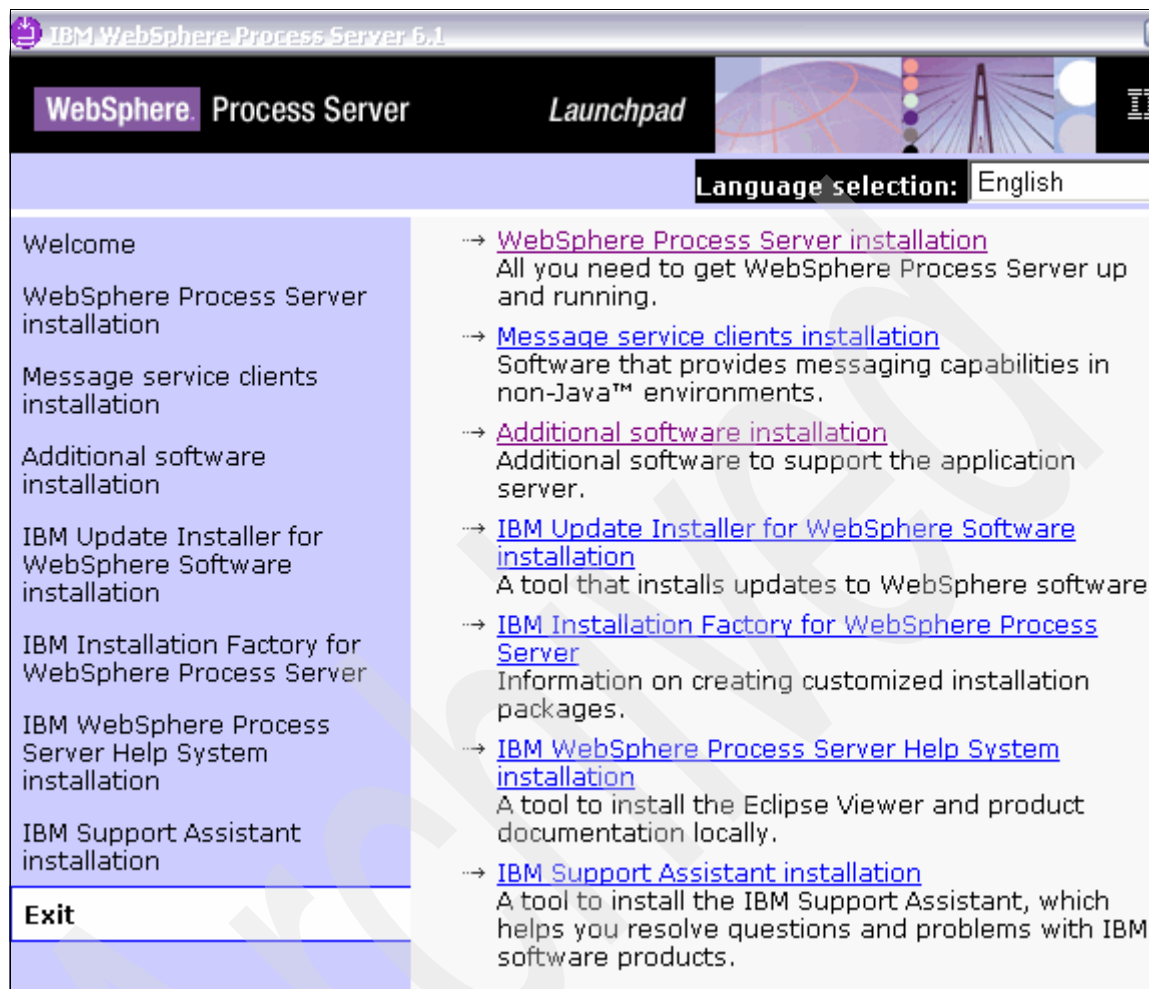 IBM WebSphere Process Server 6.1
WebSphere. Process Server
Launchpad
Language selection: English
Welcome
WebSphere Process Server
installation
Message service clients
installation
Additional software
installation
IBM Update Installer for
WebSphere Software
installation
IBM Installation Factory for
WebSphere Process Server
IBM WebSphere Process
Server Help System
installation
IBM Support Assistant
installation
Exit
WebSphere Process Server installation
All you need to get WebSphere Process Server up
and running.
Message service clients installation
Software that provides messaging capabilities in
non-Java™ environments.
Additional software installation
Additional software to support the application
server.
IBM Update Installer for WebSphere Software
installation
A tool that installs updates to WebSphere software
IBM Installation Factory for WebSphere Process
Server
Information on creating customized installation
packages.
IBM WebSphere Process Server Help System
installation
A tool to install the Eclipse Viewer and product
documentation locally.
IBM Support Assistant installation
A tool to install the IBM Support Assistant, which
helps you resolve questions and problems with IBM
software products.
Archived